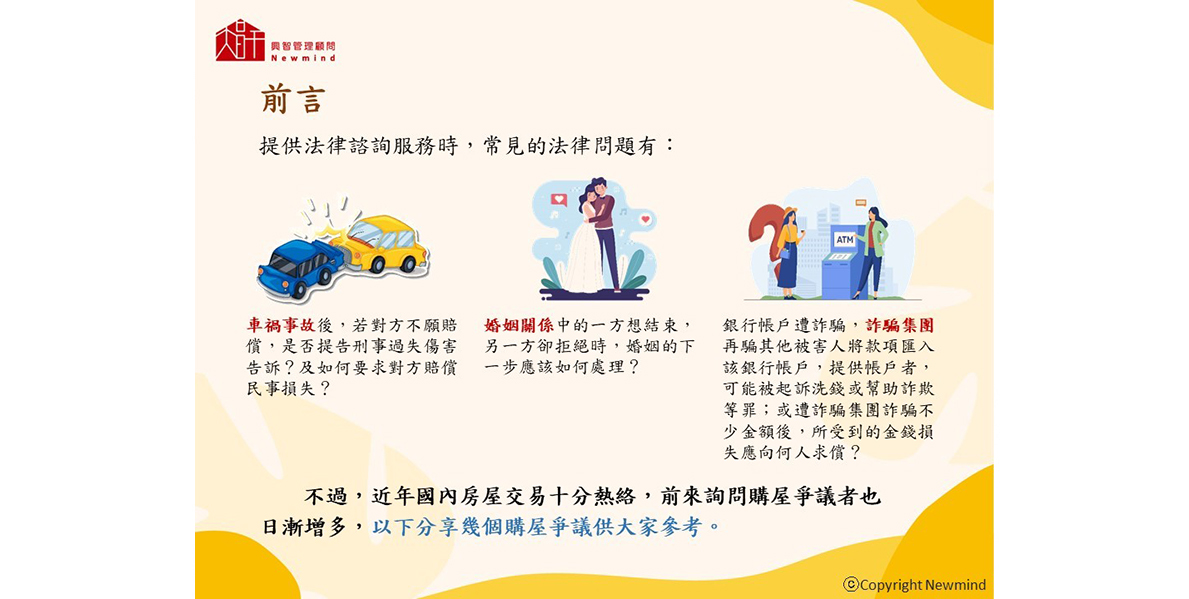 興智管理顧問
Newmind
前言
提供法律諮詢服務時，常見的法律問題有：
車禍事故後，若對方不願賠
償，是否提告刑事過失傷害
告訴？及如何要求對方賠償
民事損失？
婚姻關係中的一方想結束，
另一方卻拒絕時，婚姻的下
一步應該如何處理？
ATM
銀行帳戶遭詐騙，詐騙集團
再騙其他被害人將款項匯入
該銀行帳戶，提供帳戶者，
可能被起訴洗錢或幫助詐欺
等罪；或遭詐騙集團詐騙不
少金額後，所受到的金錢損
失應向何人求償？
不過，近年國內房屋交易十分熱絡，前來詢問購屋爭議者也
日漸增多，以下分享幾個購屋爭議供大家參考。
ⓒCopyright Newmind